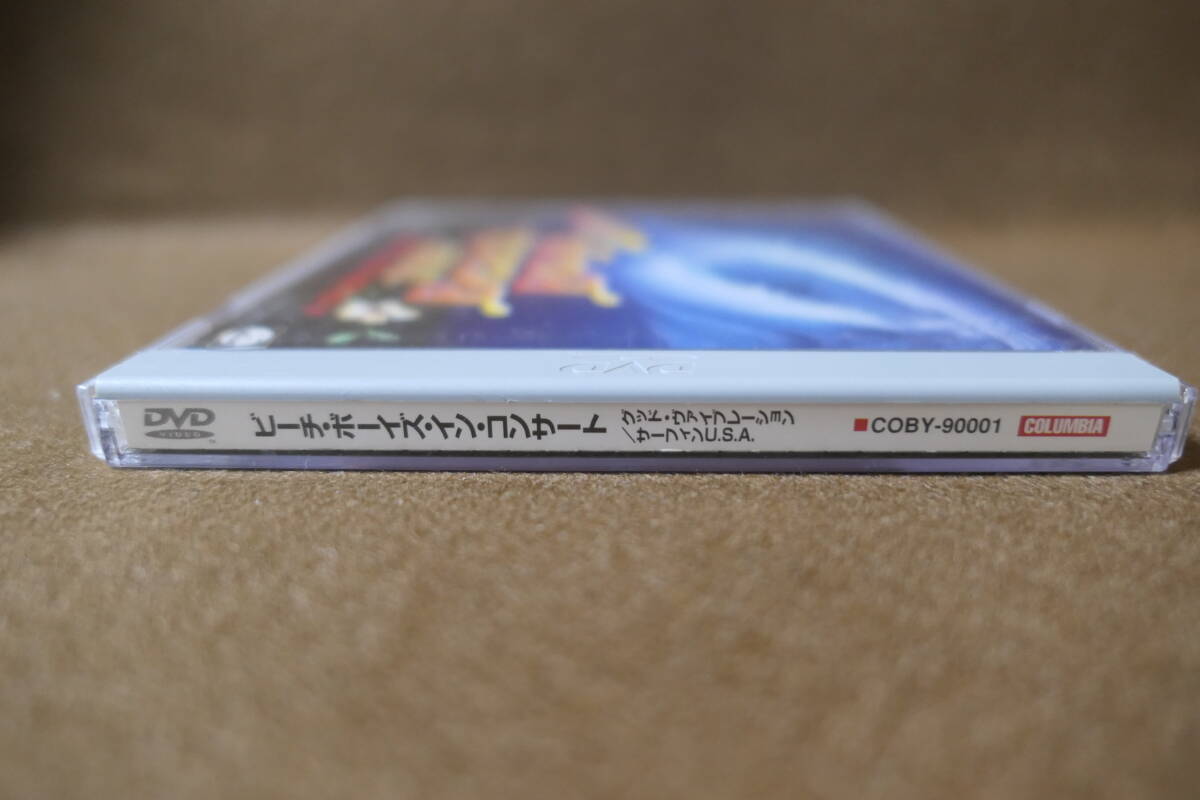 DVD
VIDEO
ビーチ・ボーイズ・イン・コンサート
グッド・ヴァイブレーション
/サーフィンU.S.A.
■COBY-90001
COLUMBIA
DVD